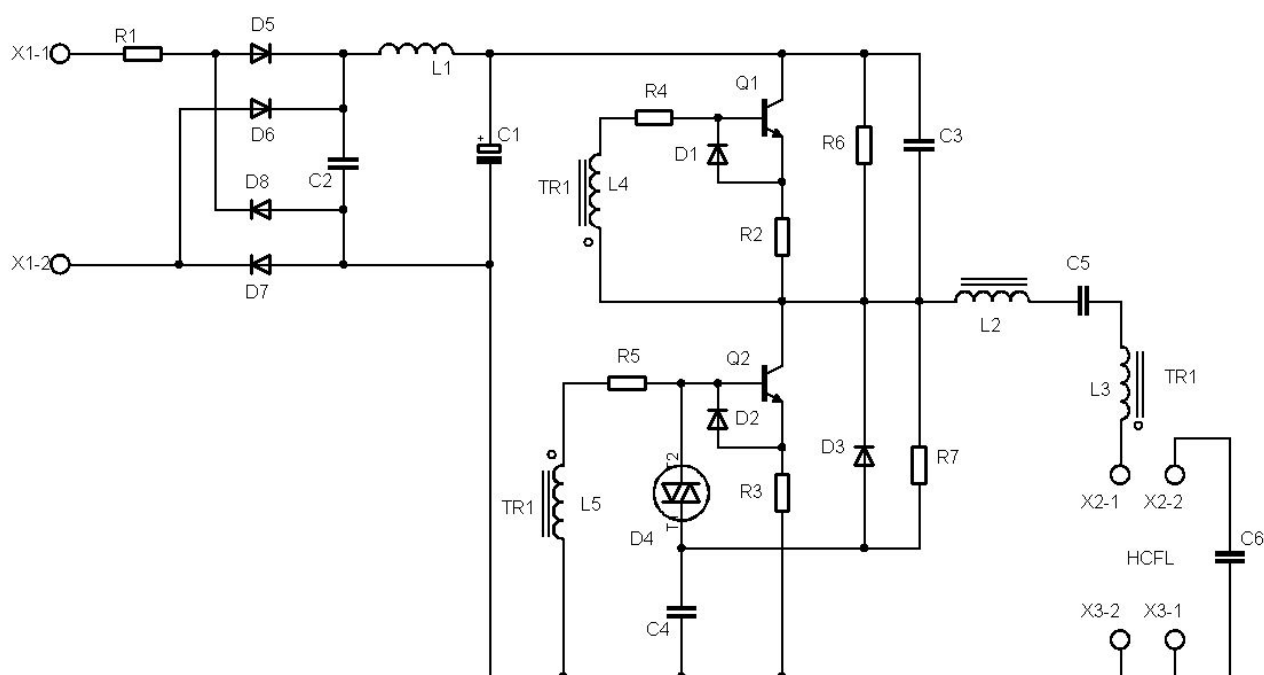 X1-1
R1
D5
L1
D6
C1
+
C2
D8
X1-2
D7
R4
Q1
D1
R6
C3
TR1
L4
R2
C5
L2
R5
Q2
D2
TR1
L3
D3
R7
T2
TR1
L5
R3
X2-1
X2-2
D4
HCFL
C6
C4
X3-2
X3-1